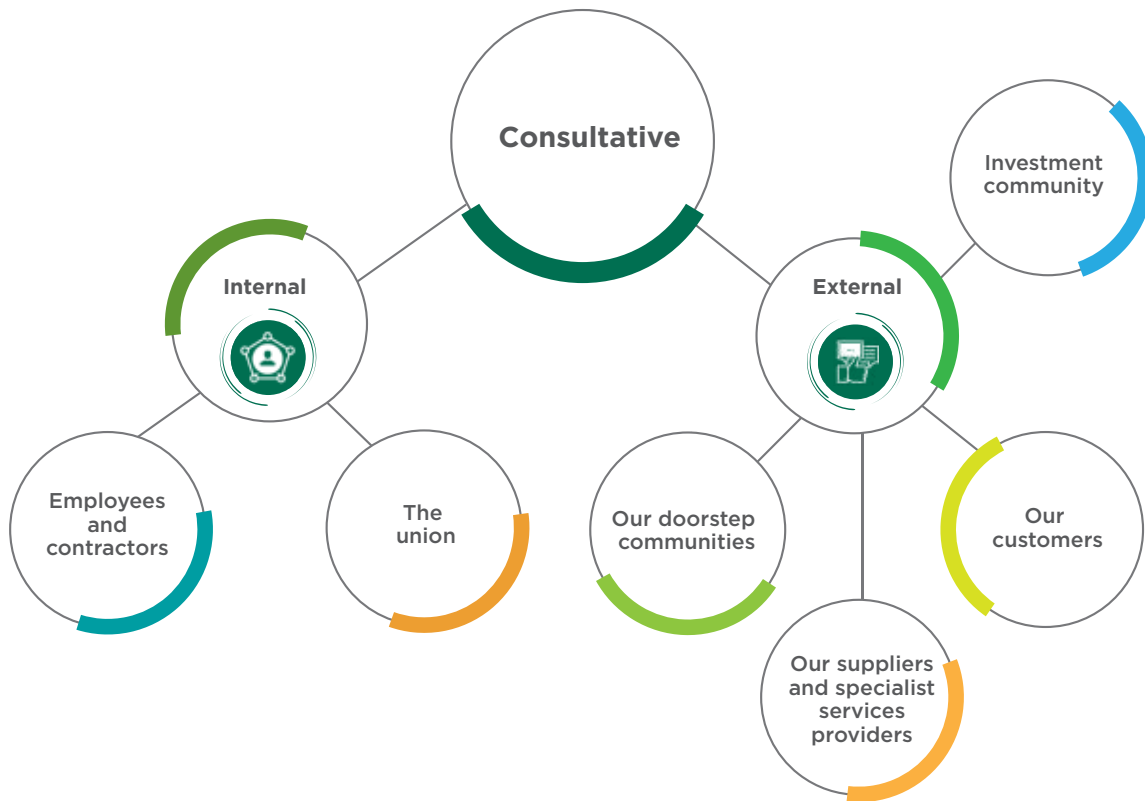 Consultative
Investment
community
Internal
External
Employees
and
contractors
The
union
Our doorstep
communities
Our
customers
Our suppliers
and specialist
services
providers